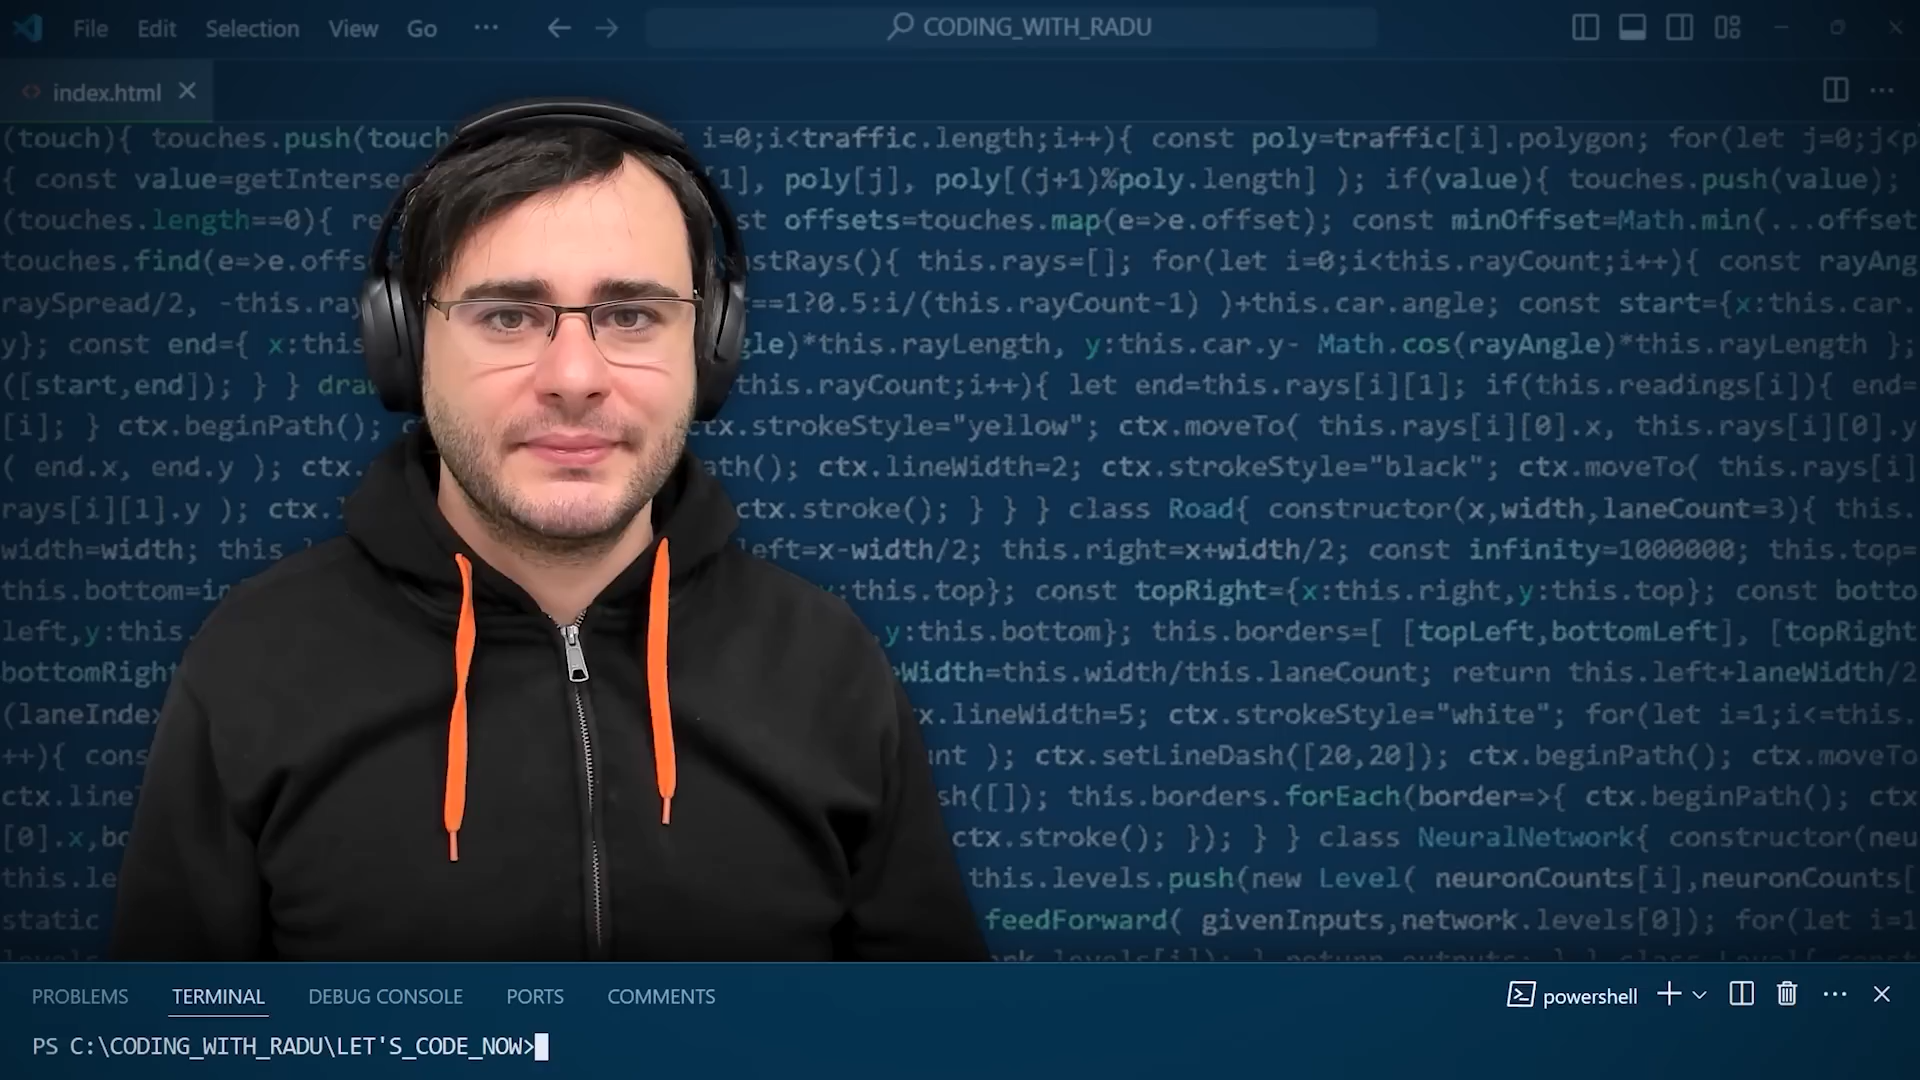 File Edit Selection View Go ··· ← → CODING_WITH_RADU
index.html
(touch){ touches.push(touch i=0;i<traffic.length;i++){ const poly=traffic[i].polygon; for(let j=0;j<p
{ const value=getIntersec [1], poly[j], poly[(j+1)%poly.length] ); if(value){ touches.push(value);
(touches.length==0){ re st offsets=touches.map(e=>e.offset); const minOffset=Math.min(...offset
touches.find(e=>e.offs stRays(){ this.rays=[]; for(let i=0;i<this.rayCount;i++){ const rayAng
raySpread/2, -this.ray ==1?0.5:i/(this.rayCount-1) )+this.car.angle; const start={x:this.car.
y}; const end={ x:this gle)*this.rayLength, y:this.car.y- Math.cos(rayAngle)*this.rayLength };
([start,end]); } } draw this.rayCount;i++){ let end=this.rays[i][1]; if(this.readings[i]){ end=
[i]; } ctx.beginPath(); c ctx.strokeStyle="yellow"; ctx.moveTo( this.rays[i][0].x, this.rays[i][0].y
( end.x, end.y ); ctx. ath(); ctx.lineWidth=2; ctx.strokeStyle="black"; ctx.moveTo( this.rays[i]
rays[i][1].y ); ctx. ctx.stroke(); } } } class Road{ constructor(x,width,laneCount=3){ this.
width=width; this left=x-width/2; this.right=x+width/2; const infinity=1000000; this.top=
this.bottom=in y:this.top}; const topRight={x:this.right,y:this.top}; const botto
left,y:this. ,y:this.bottom}; this.borders=[ [topLeft,bottomLeft], [topRight
bottomRight eWidth=this.width/this.laneCount; return this.left+laneWidth/2
(laneIndex x.lineWidth=5; ctx.strokeStyle="white"; for(let i=1;i<=this.
++){ cons unt ); ctx.setLineDash([20,20]); ctx.beginPath(); ctx.moveTo
ctx.line sh([]); this.borders.forEach(border=>{ ctx.beginPath(); ctx
[0].x,bo ctx.stroke(); }); } } class NeuralNetwork{ constructor(neu
this.le this.levels.push(new Level( neuronCounts[i],neuronCounts[
static feedForward( givenInputs,network.levels[0]); for(let i=1
PROBLEMS TERMINAL DEBUG CONSOLE PORTS COMMENTS powershell
PS C:\CODING_WITH_RADU\LET'S_CODE_NOW>